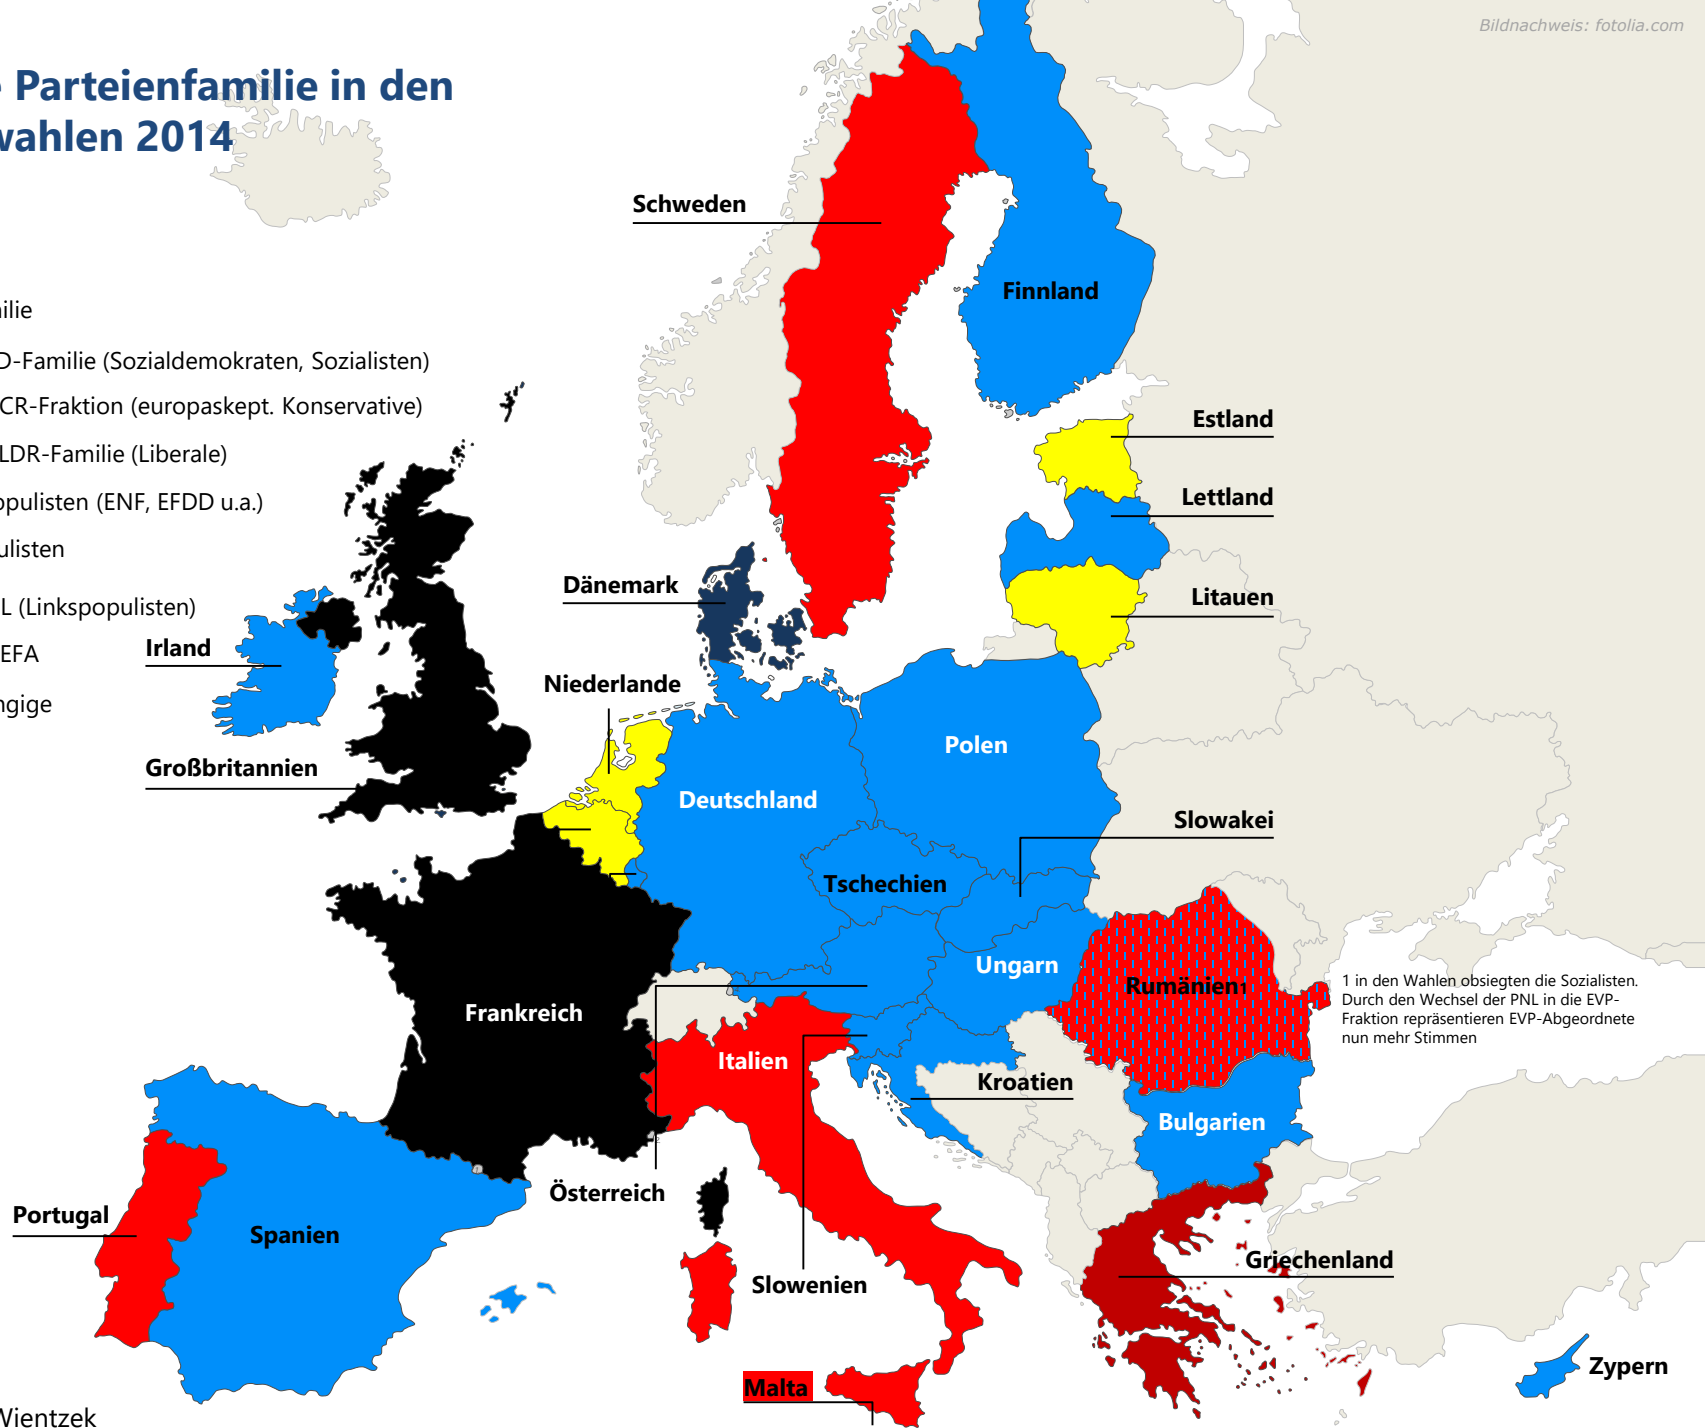 Bildnachweis: fotolia.com
Parteienfamilie in den
wahlen 2014
Schweden
Finnland
ilie
D-Familie (Sozialdemokraten, Sozialisten)
CR-Fraktion (europaskept. Konservative)
LDR-Familie (Liberale)
opulisten (ENF, EFDD u.a.)
ulisten
L (Linkspopulisten)
EFA
ngige
Estland
Lettland
Litauen
Dänemark
Irland
Niederlande
Großbritannien
Polen
Deutschland
Slowakei
Tschechien
Ungarn
Rumänien1
1 in den Wahlen obsiegten die Sozialisten.
Durch den Wechsel der PNL in die EVP-
Fraktion repräsentieren EVP-Abgeordnete
nun mehr Stimmen
Frankreich
Italien
Kroatien
Bulgarien
Österreich
Portugal
Spanien
Slowenien
Griechenland
Malta
Zypern
Wientzek